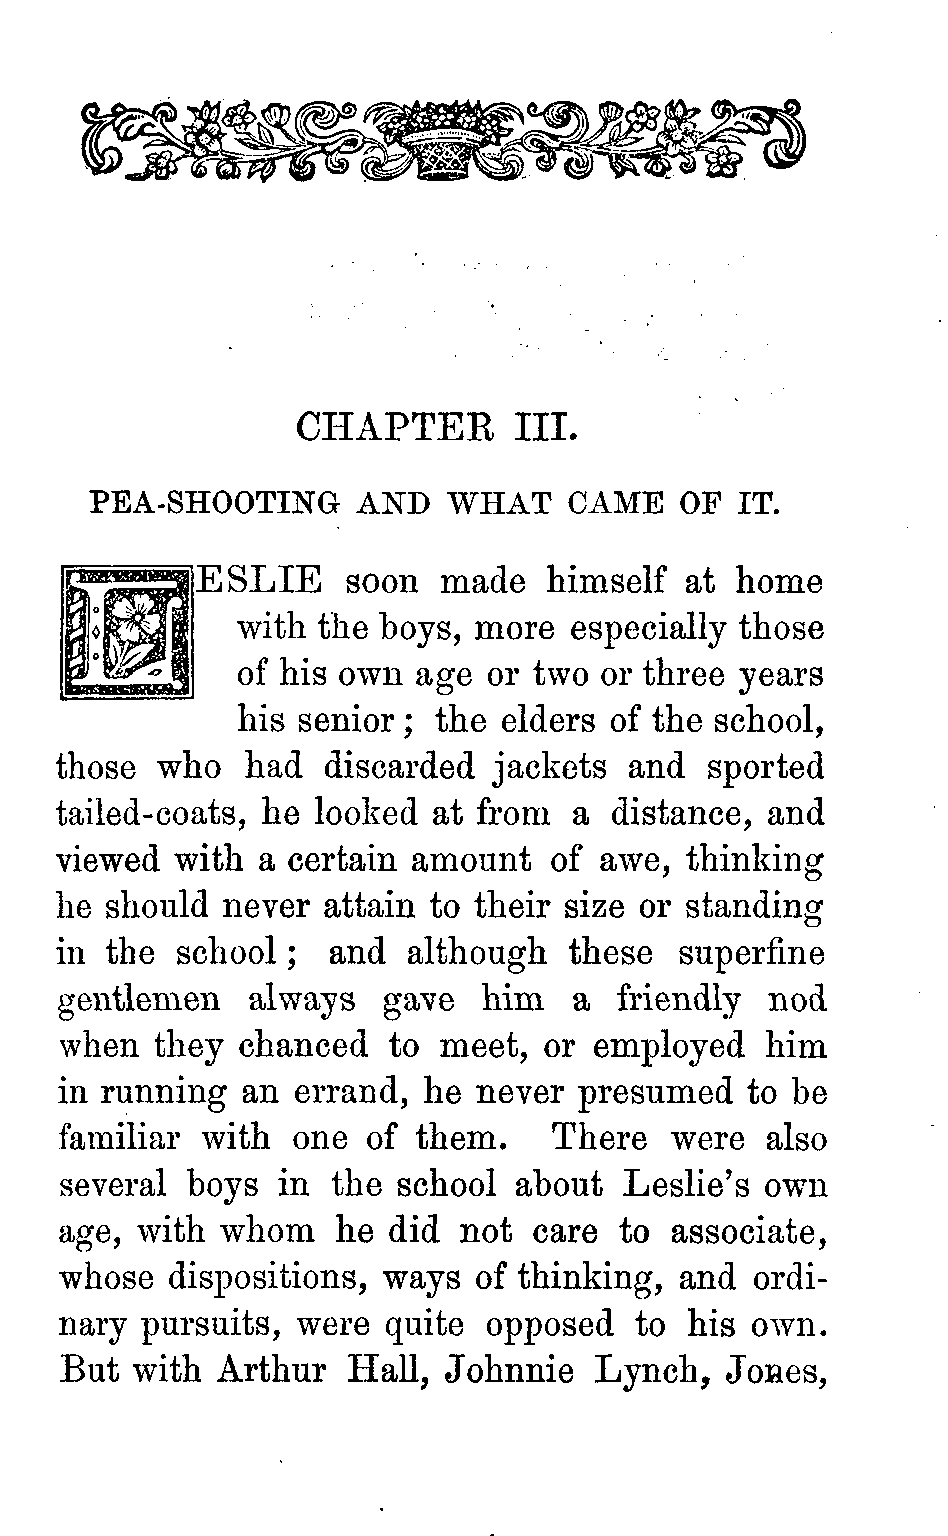 CHAPTER III.
PEA-SHOOTING AND WHAT CAME OF IT.
LESLIE soon made himself at home
with the boys, more especially those
of his own age or two or three years
his senior; the elders of the school,
those who had discarded jackets and sported
tailed-coats, he looked at from a distance, and
viewed with a certain amount of awe, thinking
he should never attain to their size or standing
in the school; and although these superfine
gentlemen always gave him a friendly nod
when they chanced to meet, or employed him
in running an errand, he never presumed to be
familiar with one of them. There were also
several boys in the school about Leslie's own
age, with whom he did not care to associate,
whose dispositions, ways of thinking, and ordi-
nary pursuits, were quite opposed to his own.
But with Arthur Hall, Johnnie Lynch, Jones,